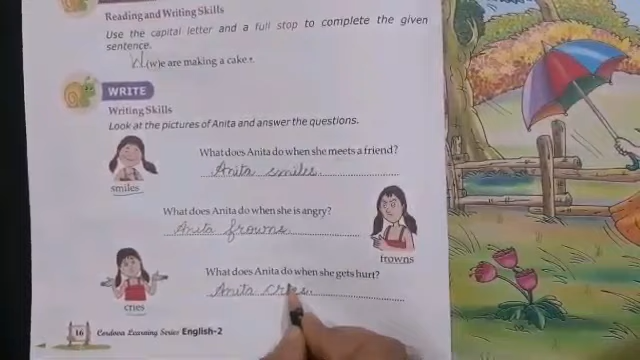 Reading and Writing Skills
Use the capital letter and a full stop to complete the given
sentence.
(w)e are making a cake .
WRITE
Writing Skills
Look at the pictures of Anita and answer the questions.
What does Anita do when she meets a friend?
Anita smiles
smiles
What does Anita do when she is angry?
Anita frowns
frowns
What does Anita do when she gets hurt?
Anita cries.
cries
16 Cordova Learning Series English-2